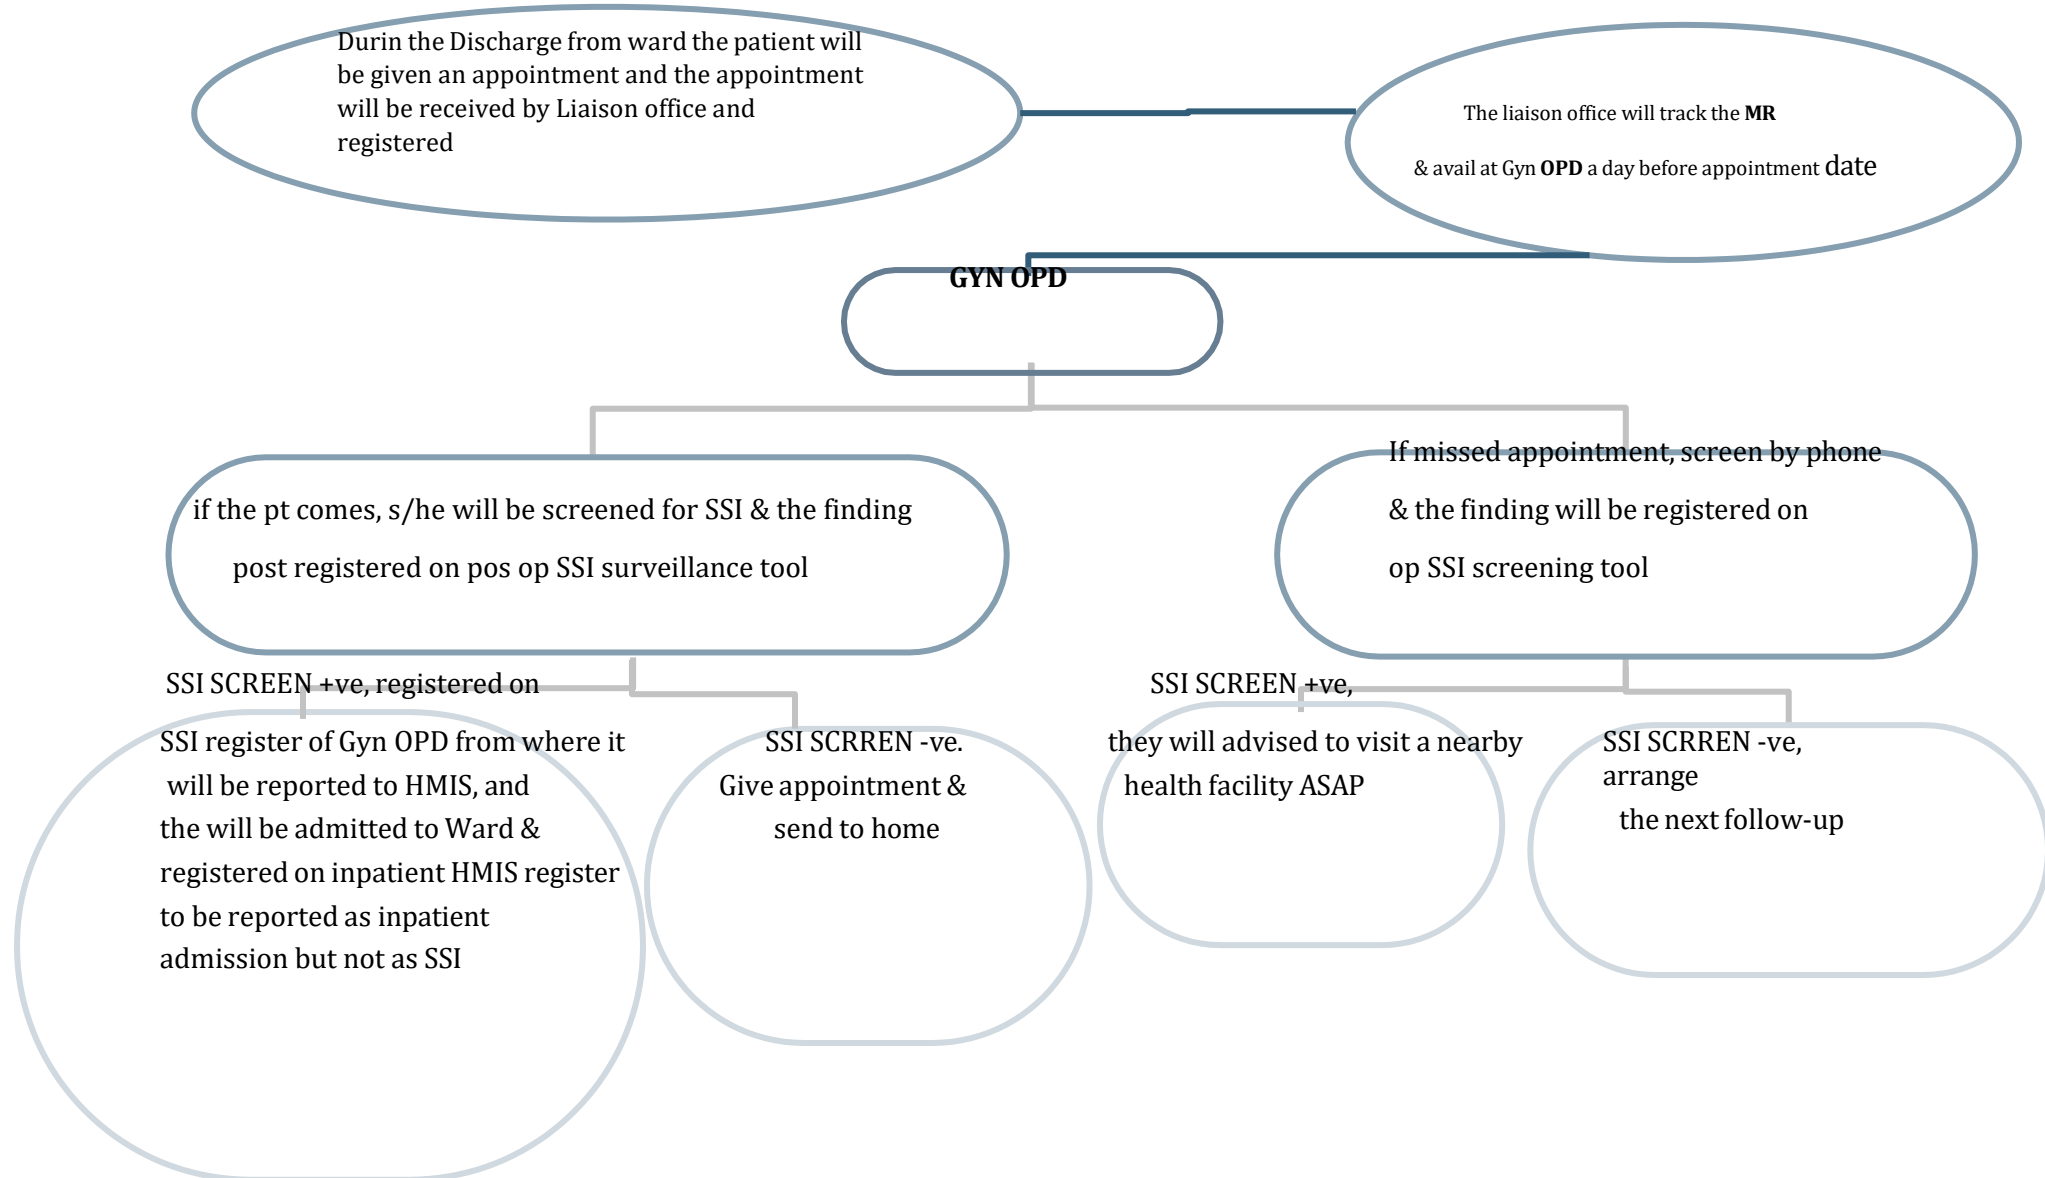 Durin the Discharge from ward the patient will
be given an appointment and the appointment
will be received by Liaison office and
registered
The liaison office will track the MR
& avail at Gyn OPD a day before appointment date
GYN OPD
if the pt comes, s/he will be screened for SSI & the finding
post registered on pos op SSI surveillance tool
If missed appointment, screen by phone
& the finding will be registered on
op SSI screening tool
SSI SCREEN +ve, registered on
SSI register of Gyn OPD from where it
will be reported to HMIS, and
the will be admitted to Ward &
registered on inpatient HMIS register
to be reported as inpatient
admission but not as SSI
SSI SCRREN -ve.
Give appointment &
send to home
SSI SCREEN +ve,
they will advised to visit a nearby
health facility ASAP
SSI SCRREN -ve,
arrange
the next follow-up